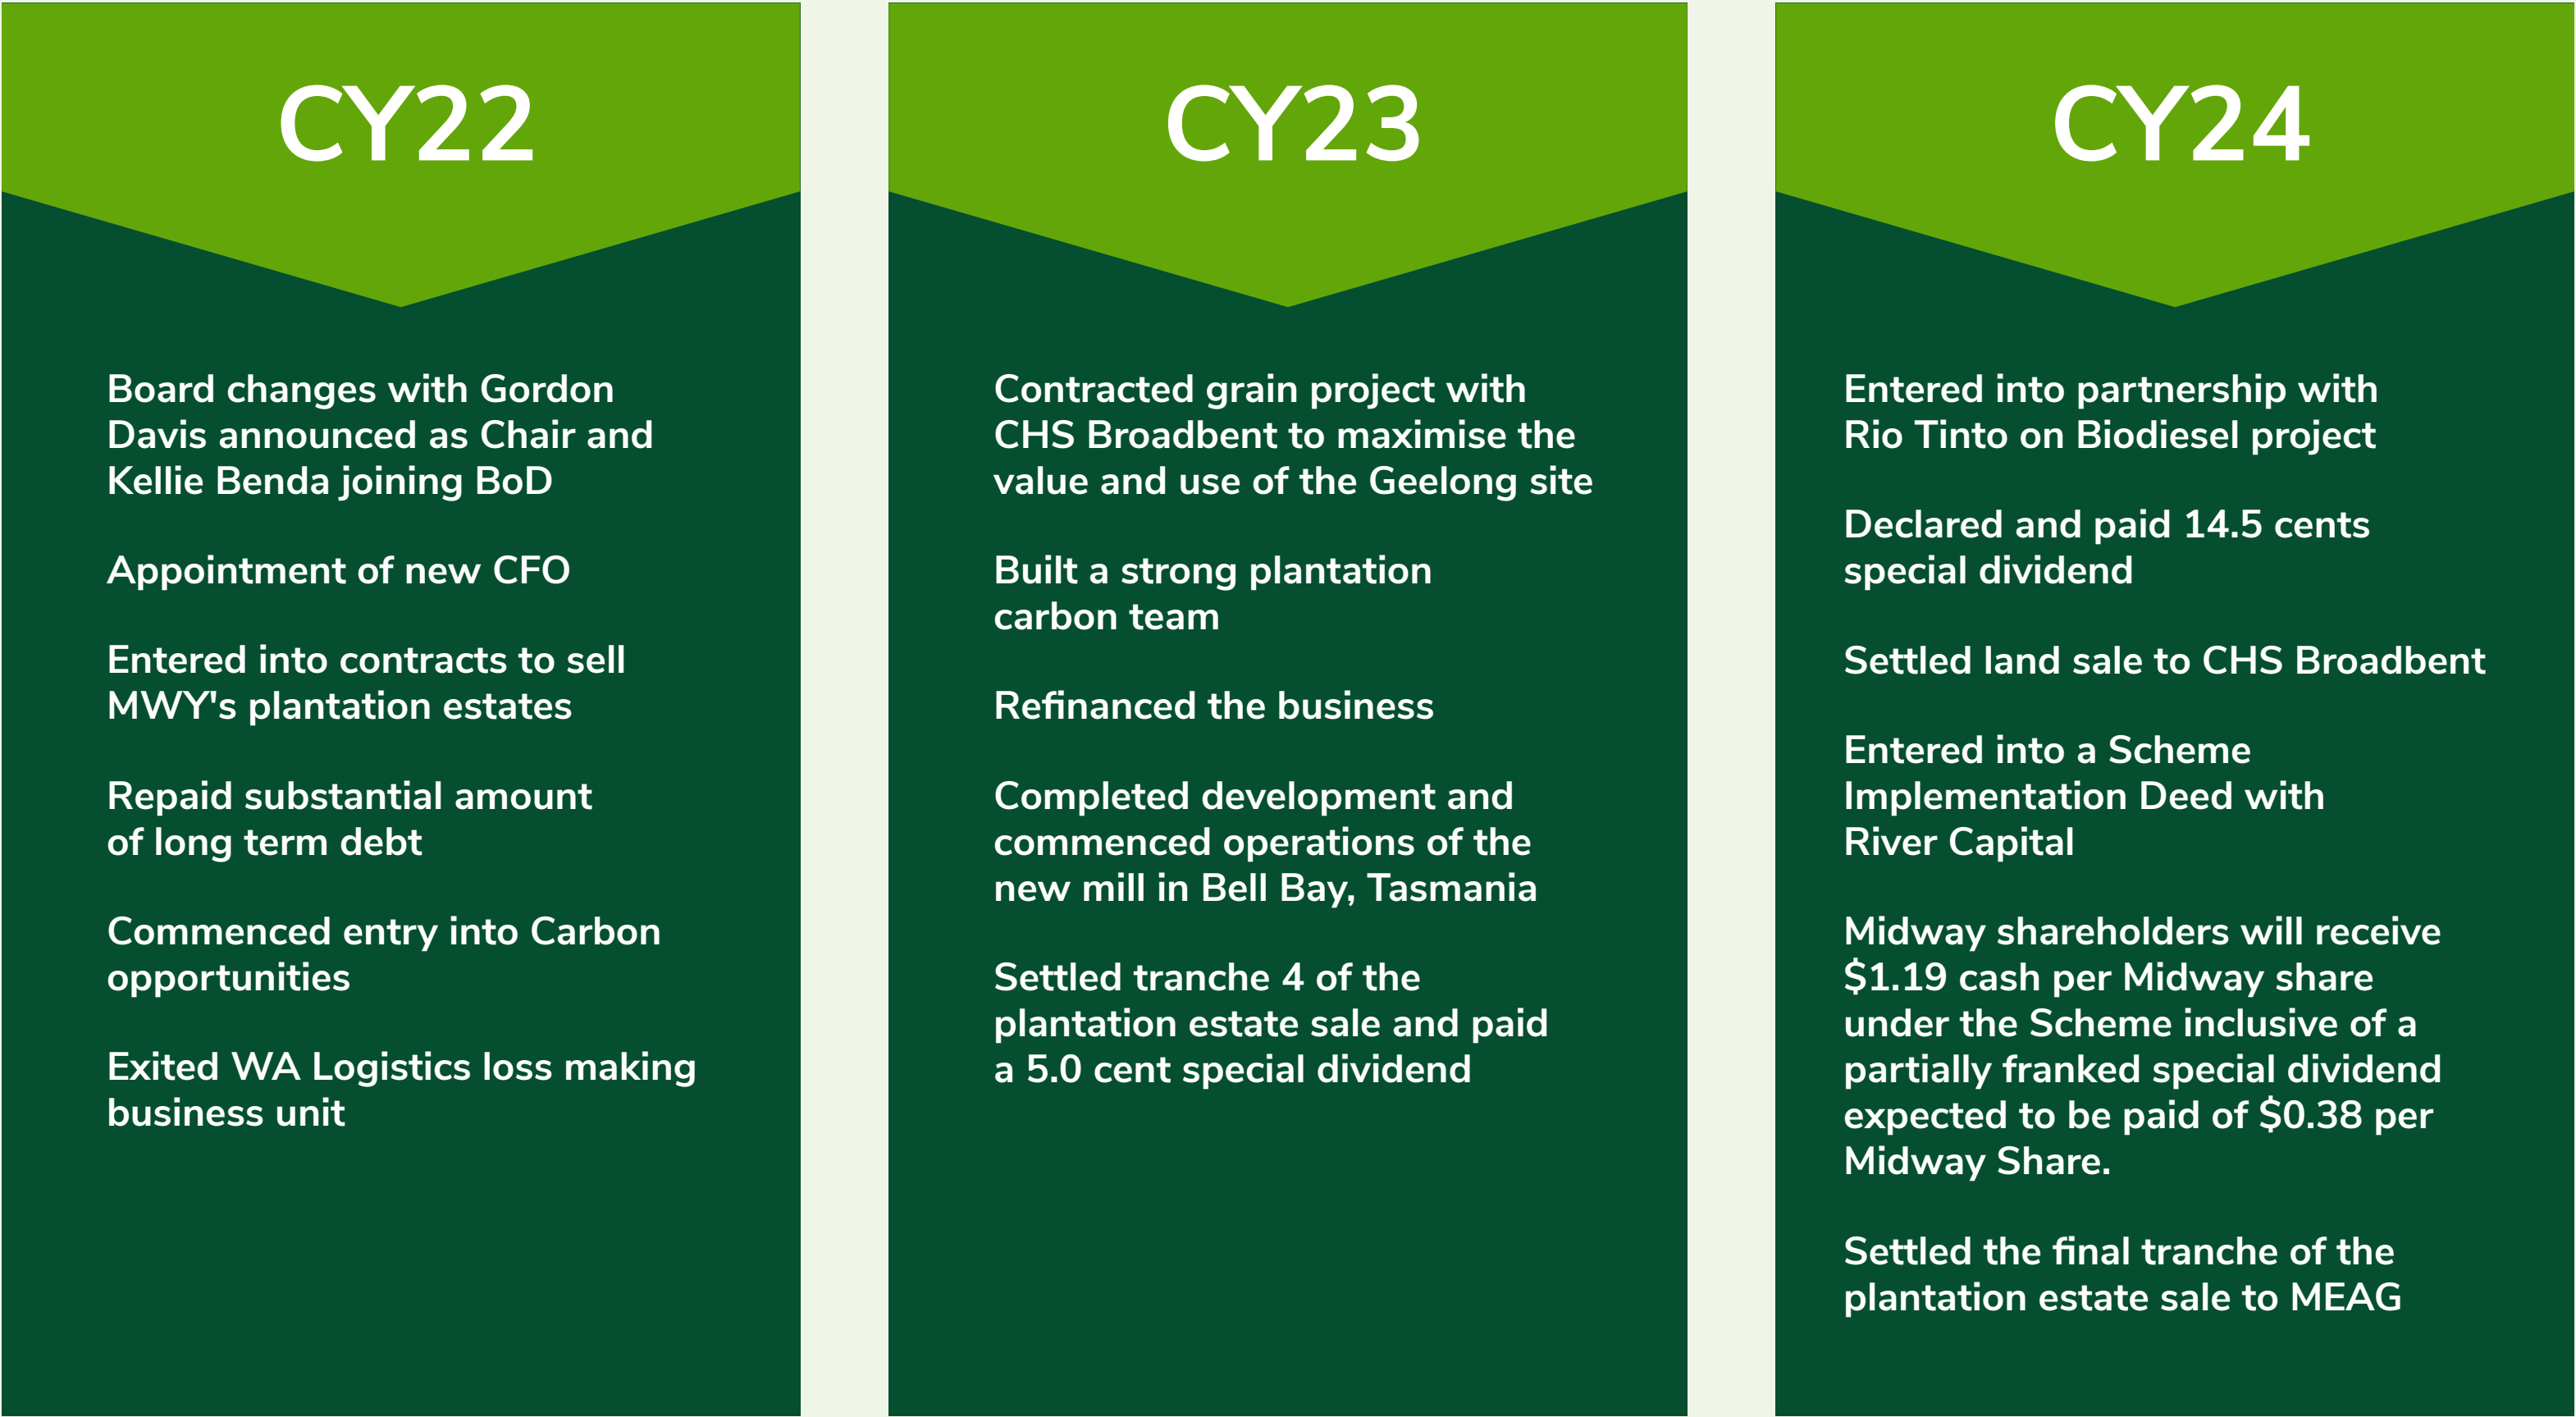 CY22
Board changes with Gordon
Davis announced as Chair and
Kellie Benda joining BoD
Appointment of new CFO
Entered into contracts to sell
MWY's plantation estates
Repaid substantial amount
of long term debt
Commenced entry into Carbon
opportunities
Exited WA Logistics loss making
business unit
CY23
Contracted grain project with
CHS Broadbent to maximise the
value and use of the Geelong site
Built a strong plantation
carbon team
Refinanced the business
Completed development and
commenced operations of the
new mill in Bell Bay, Tasmania
Settled tranche 4 of the
plantation estate sale and paid
a 5.0 cent special dividend
CY24
Entered into partnership with
Rio Tinto on Biodiesel project
Declared and paid 14.5 cents
special dividend
Settled land sale to CHS Broadbent
Entered into a Scheme
Implementation Deed with
River Capital
Midway shareholders will receive
$1.19 cash per Midway share
under the Scheme inclusive of a
partially franked special dividend
expected to be paid of $0.38 per
Midway Share.
Settled the final tranche of the
plantation estate sale to MEAG